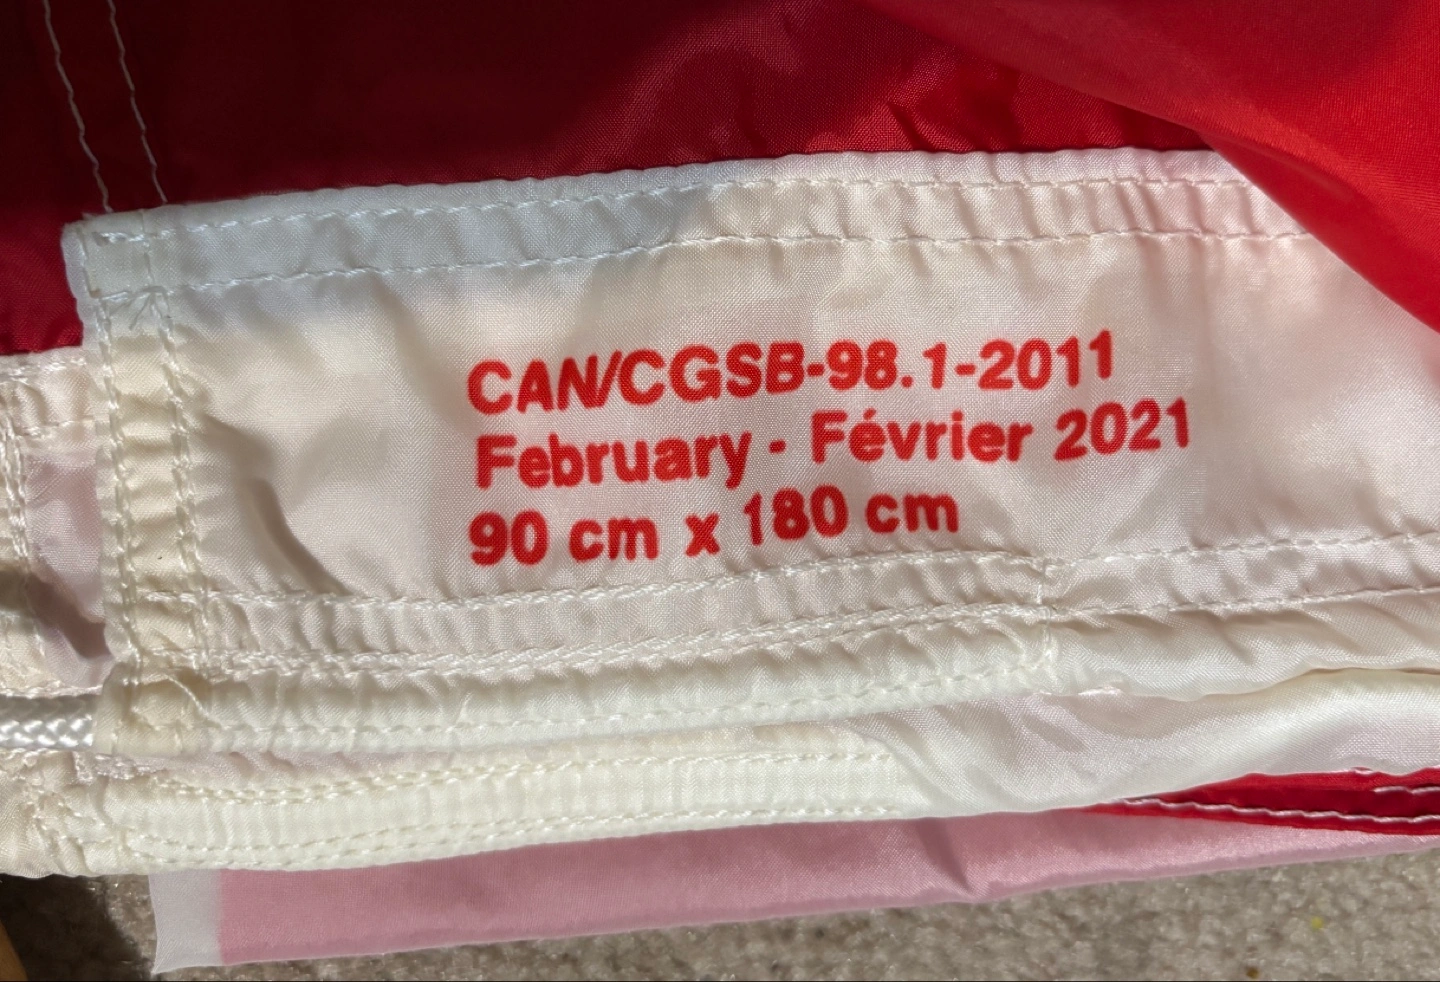 CAN/CGSB-98.1-2011
February - Février 2021
90 cm x 180 cm